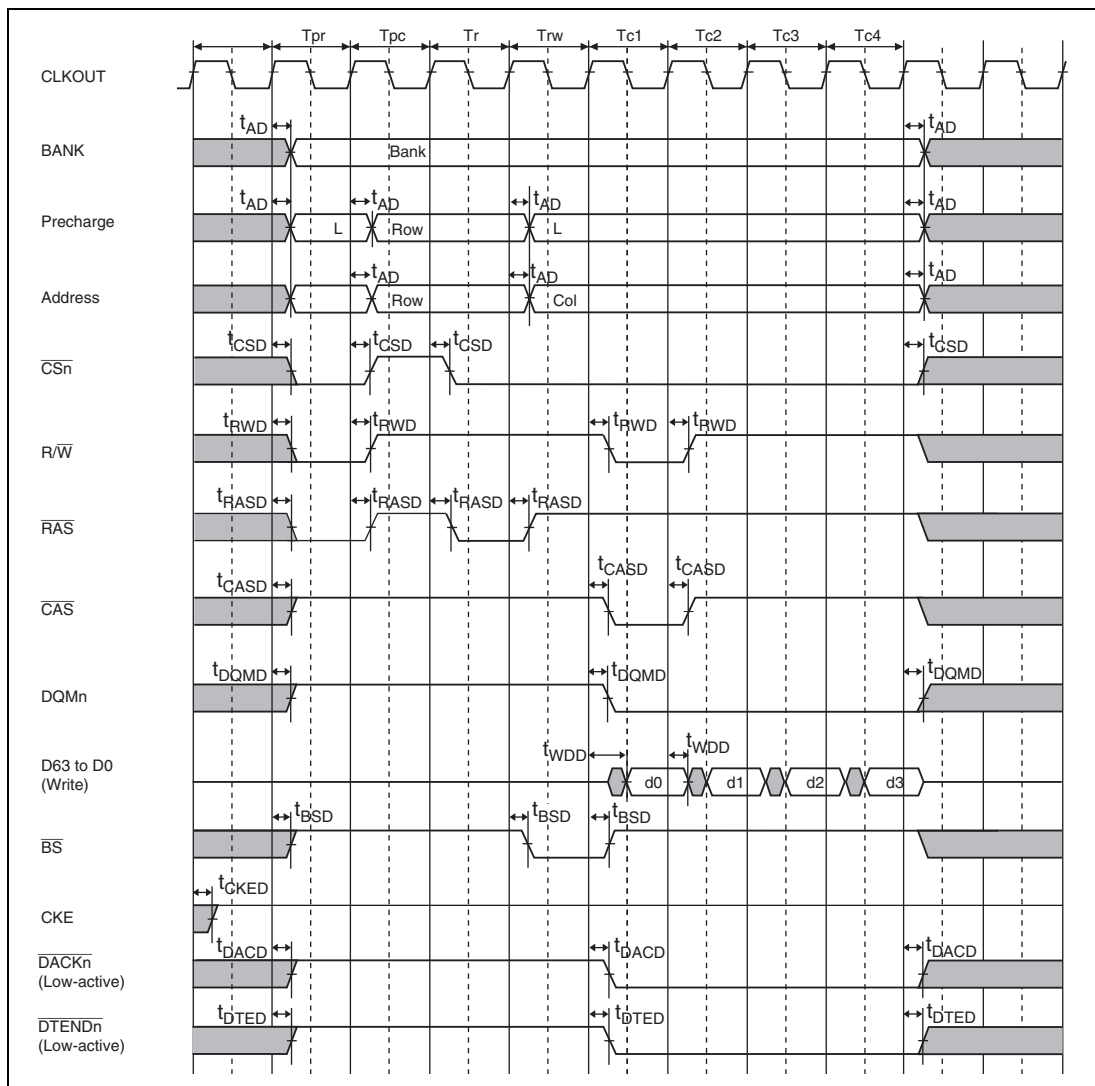 Tpr Tpc Tr Trw Tc1 Tc2 Tc3 Tc4
CLKOUT
tAD tAD
BANK Bank
tAD tAD tAD tAD
Precharge L Row L
tAD tAD tAD
Address Row Col
tCSD tCSD tCSD tCSD
CSn
tRWD tRWD tRWD tRWD
R/W
tRASD tRASD tRASD tRASD
RAS
tCASD tCASD tCASD
CAS
tDQMD tDQMD tDQMD
DQMn
tWDD tWDD
D63 to D0
(Write)
d0 d1 d2 d3
tBSD tBSD tBSD
BS
tCKED
CKE
tDACD tDACD tDACD
DACKn
(Low-active)
tDTED tDTED tDTED
DTENDn
(Low-active)